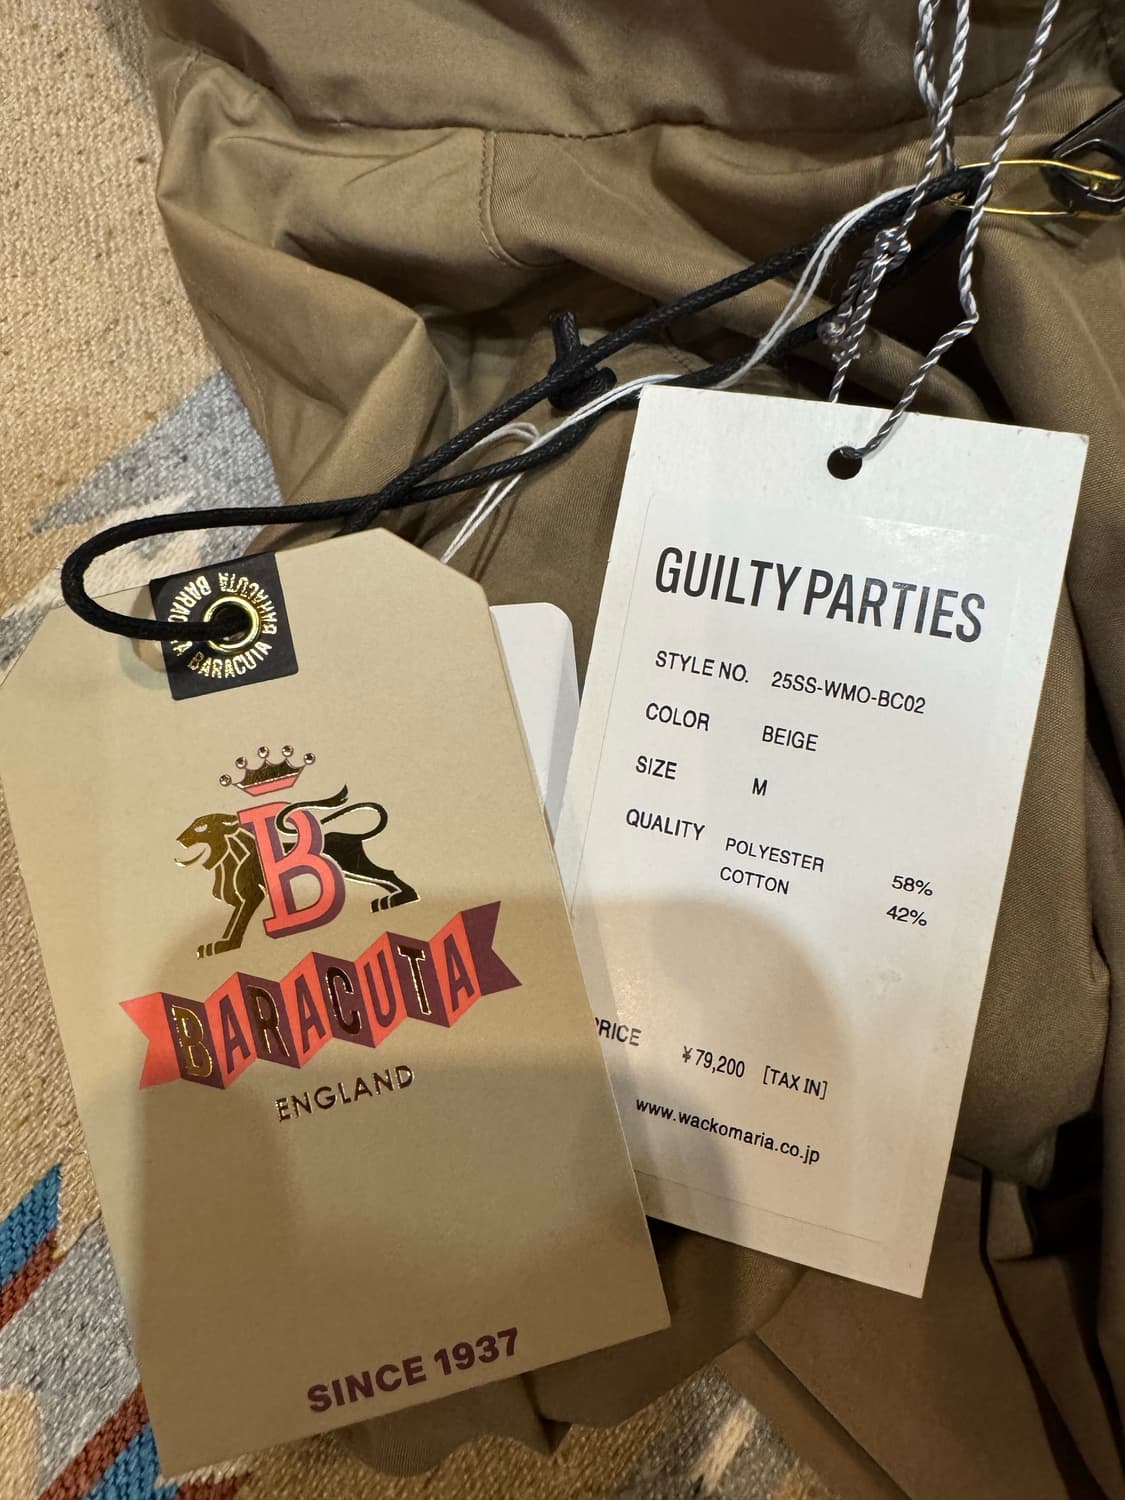 BARACUTA BARACUTA BARACUTA
B
BARACUTA
ENGLAND
SINCE 1937
GUILTY PARTIES
STYLE NO. 25SS-WMO-BC02
COLOR BEIGE
SIZE M
QUALITY POLYESTER 58%
COTTON 42%
PRICE ¥79,200 [TAX IN]
www.wackomaria.co.jp